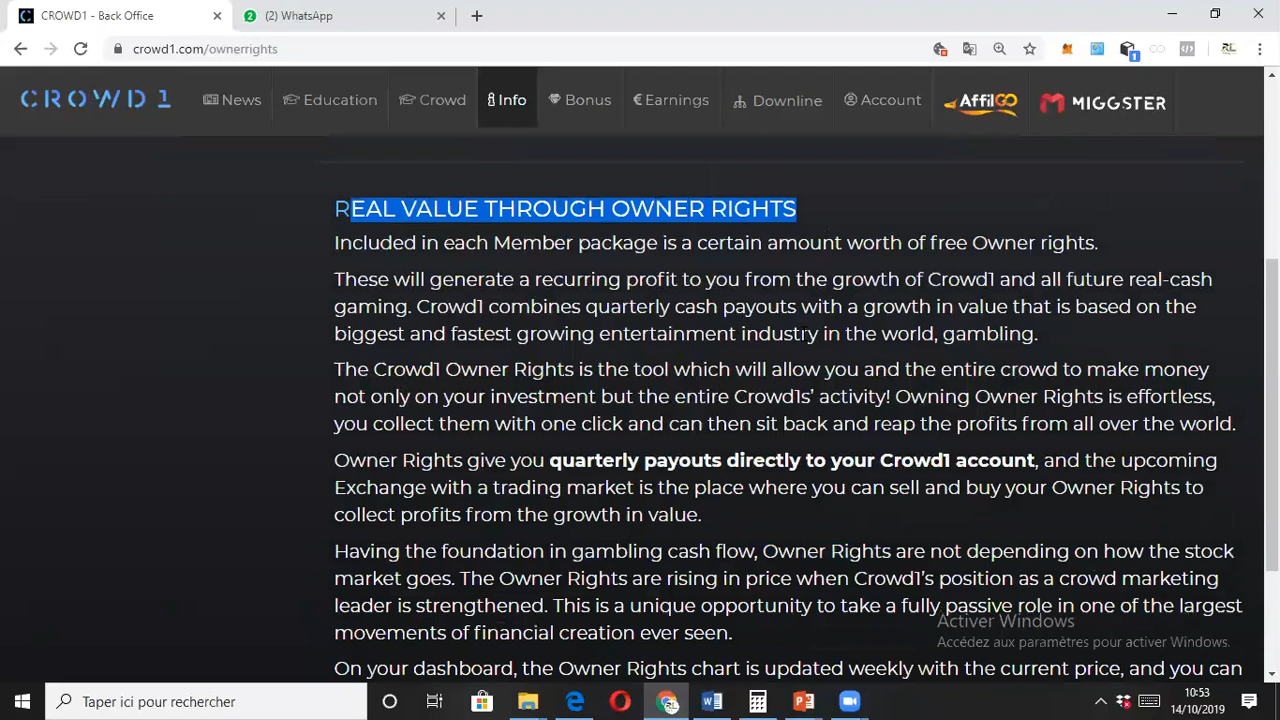 CROWD1 - Back Office
(2) WhatsApp
crowd1.com/ownerrights
CROWD1 News Education Crowd Info Bonus Earnings Downline Account AffilGO MIGGSTER
REAL VALUE THROUGH OWNER RIGHTS
Included in each Member package is a certain amount worth of free Owner rights.
These will generate a recurring profit to you from the growth of Crowd1 and all future real-cash
gaming. Crowd1 combines quarterly cash payouts with a growth in value that is based on the
biggest and fastest growing entertainment industry in the world, gambling.
The Crowd1 Owner Rights is the tool which will allow you and the entire crowd to make money
not only on your investment but the entire Crowd1s’ activity! Owning Owner Rights is effortless,
you collect them with one click and can then sit back and reap the profits from all over the world.
Owner Rights give you quarterly payouts directly to your Crowd1 account, and the upcoming
Exchange with a trading market is the place where you can sell and buy your Owner Rights to
collect profits from the growth in value.
Having the foundation in gambling cash flow, Owner Rights are not depending on how the stock
market goes. The Owner Rights are rising in price when Crowd1’s position as a crowd marketing
leader is strengthened. This is a unique opportunity to take a fully passive role in one of the largest
movements of financial creation ever seen.
On your dashboard, the Owner Rights chart is updated weekly with the current price, and you can
Activer Windows
Accédez aux paramètres pour activer Windows.
Taper ici pour rechercher
10:53
14/10/2019